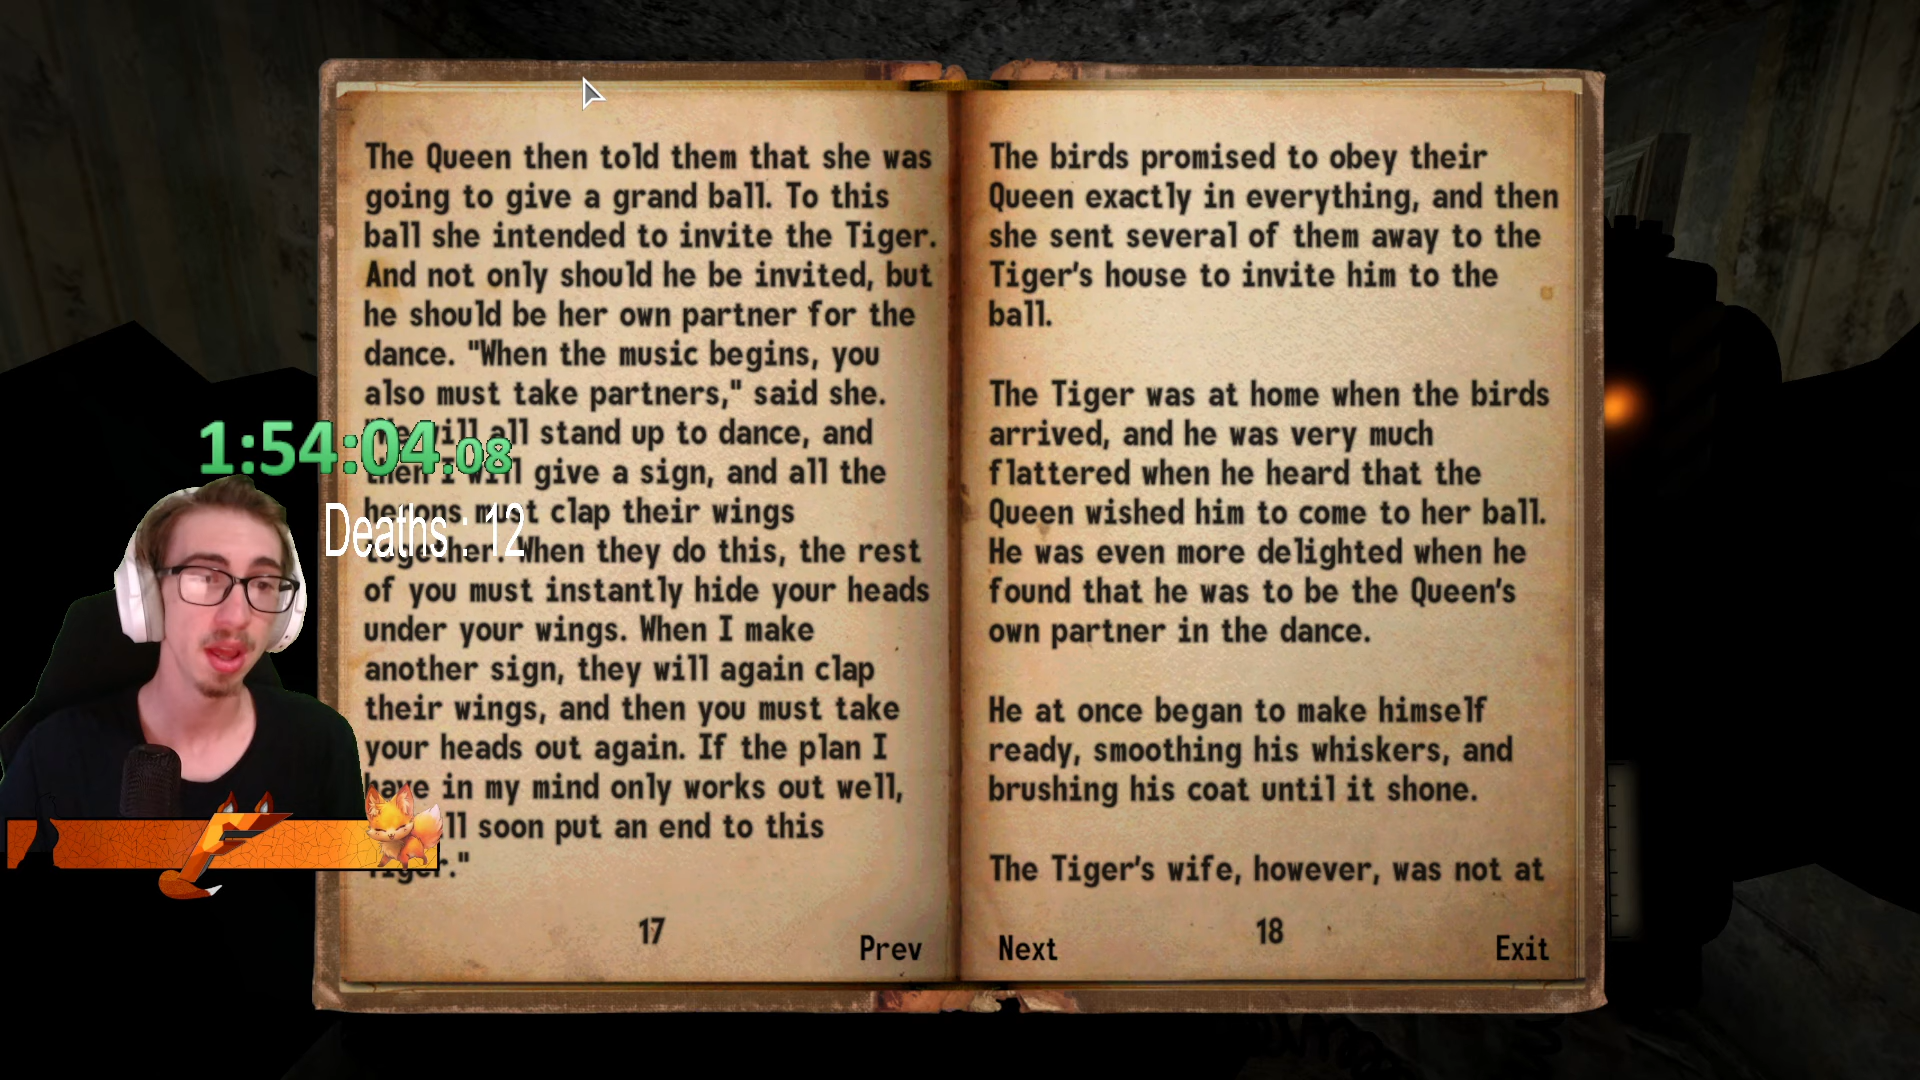 The Queen then told them that she was
going to give a grand ball. To this
ball she intended to invite the Tiger.
And not only should he be invited, but
he should be her own partner for the
dance. "When the music begins, you
also must take partners," said she.
will all stand up to dance, and
then I will give a sign, and all the
herons must clap their wings
together. When they do this, the rest
of you must instantly hide your heads
under your wings. When I make
another sign, they will again clap
their wings, and then you must take
your heads out again. If the plan I
have in my mind only works out well,
soon put an end to this
Tiger."
17
Prev
The birds promised to obey their
Queen exactly in everything, and then
she sent several of them away to the
Tiger's house to invite him to the
ball.
The Tiger was at home when the birds
arrived, and he was very much
flattered when he heard that the
Queen wished him to come to her ball.
He was even more delighted when he
found that he was to be the Queen's
own partner in the dance.
He at once began to make himself
ready, smoothing his whiskers, and
brushing his coat until it shone.
The Tiger's wife, however, was not at
18
Next
Exit
1:54:04.08
Deaths : 12